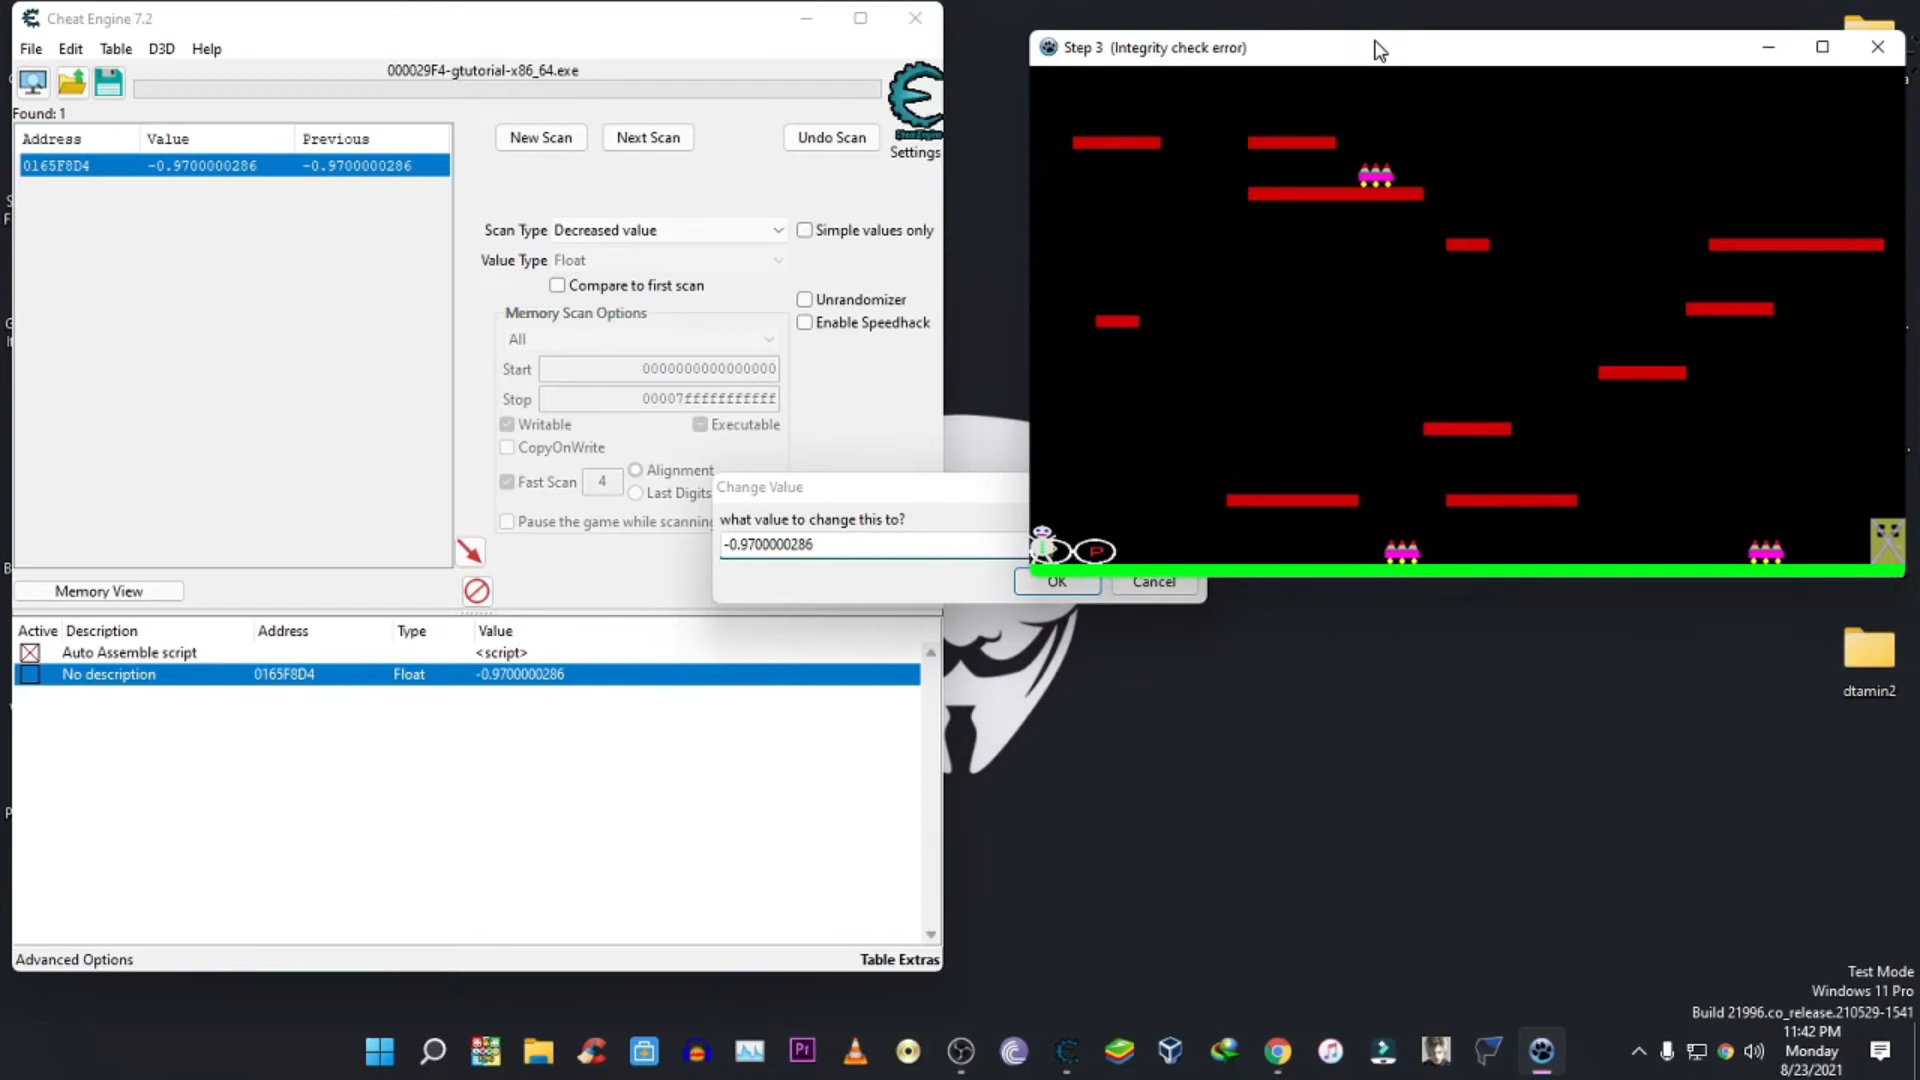 Cheat Engine 7.2
File Edit Table D3D Help
000029F4-gtutorial-x86_64.exe
Found: 1
Address Value Previous
0165F8D4 -0.9700000286 -0.9700000286
New Scan Next Scan Undo Scan
Cheat Engine
Settings
Scan Type Decreased value Simple values only
Value Type Float
Compare to first scan
Unrandomizer
Enable Speedhack
Memory Scan Options
All
Start 0000000000000000
Stop 00007fffffffffff
Writable Executable
CopyOnWrite
Fast Scan 4 Alignment
Last Digits
Pause the game while scanning
Memory View
Change Value
what value to change this to?
-0.9700000286
OK Cancel
Active Description Address Type Value
Auto Assemble script <script>
No description 0165F8D4 Float -0.9700000286
Advanced Options Table Extras
Step 3 (Integrity check error)
P
dtamin2
Test Mode
Windows 11 Pro
Build 21996.co_release.210529-1541
Pr
11:42 PM
Monday
8/23/2021